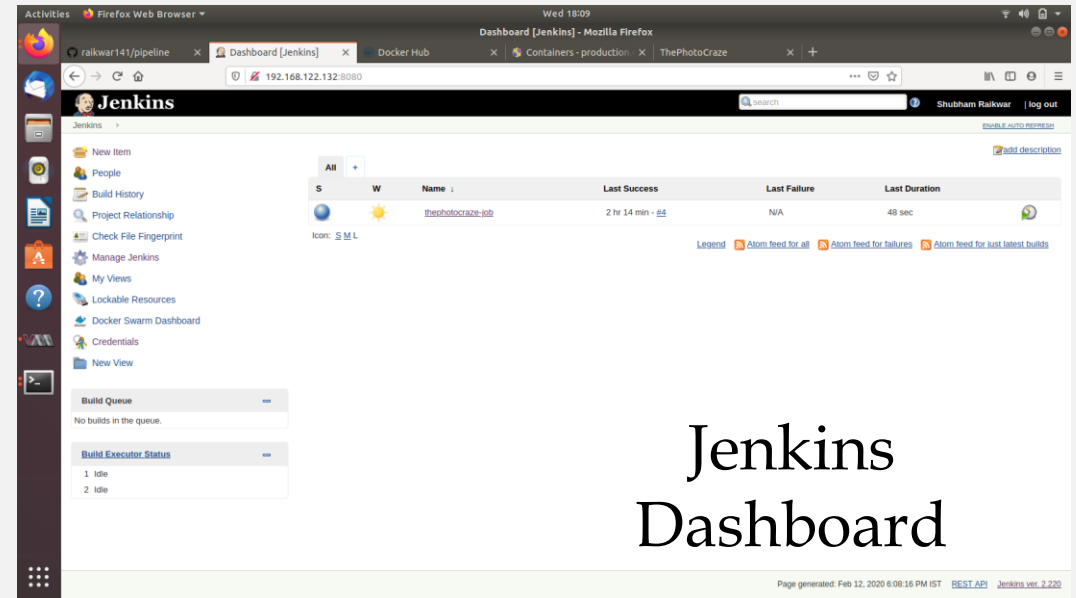 Activities Firefox Web Browser Wed 18:09
Dashboard [Jenkins] - Mozilla Firefox
raikwar141/pipeline Dashboard [Jenkins] Docker Hub Containers - production ThePhotoCraze
192.168.122.132:8080
Jenkins search Shubham Raikwar | log out
Jenkins ENABLE AUTO REFRESH
add description
New Item
People
Build History
Project Relationship
Check File Fingerprint
Manage Jenkins
My Views
Lockable Resources
Docker Swarm Dashboard
Credentials
New View
All +
S W Name ↓ Last Success Last Failure Last Duration
thephotocraze-job 2 hr 14 min - #4 N/A 48 sec
Icon: S M L
Legend Atom feed for all Atom feed for failures Atom feed for just latest builds
Build Queue
No builds in the queue.
Build Executor Status
1 Idle
2 Idle
Jenkins
Dashboard
Page generated: Feb 12, 2020 6:08:16 PM IST REST API Jenkins ver. 2.220